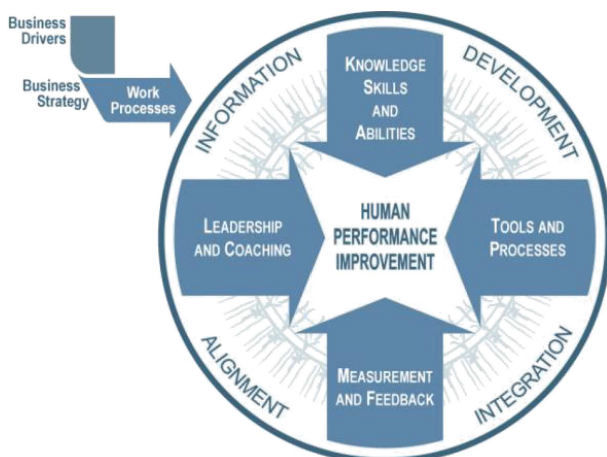 Business
Drivers
Business
Strategy
Work
Processes
INFORMATION
DEVELOPMENT
KNOWLEDGE
SKILLS
AND
ABILITIES
LEADERSHIP
AND COACHING
HUMAN
PERFORMANCE
IMPROVEMENT
TOOLS AND
PROCESSES
MEASUREMENT
AND FEEDBACK
ALIGNMENT
INTEGRATION